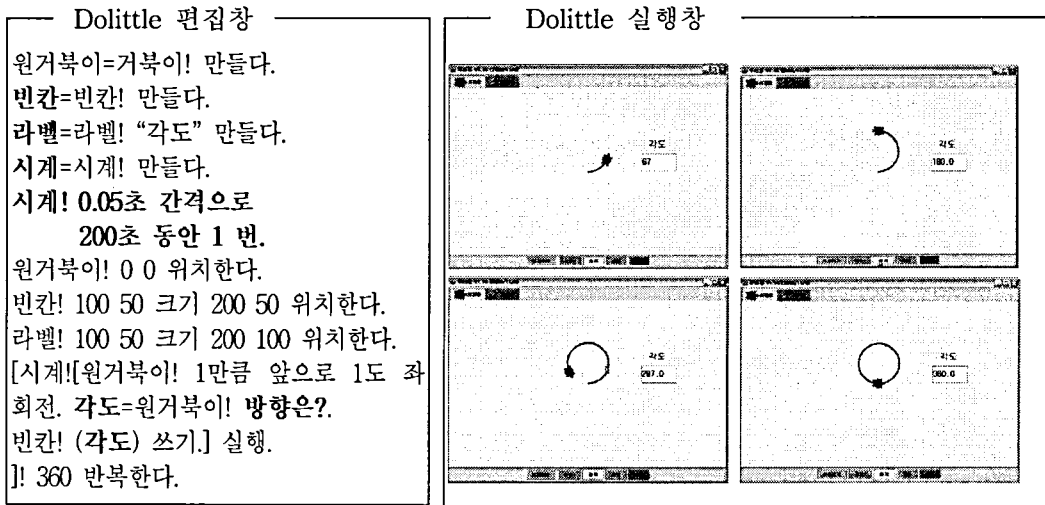 Dolittle 편집창
원거북이=거북이! 만들다.
빈칸=빈칸! 만들다.
라벨=라벨! “각도” 만들다.
시계=시계! 만들다.
시계! 0.05초 간격으로
200초 동안 1 번.
원거북이! 0 0 위치한다.
빈칸! 100 50 크기 200 50 위치한다.
라벨! 100 50 크기 200 100 위치한다.
[시계![원거북이! 1만큼 앞으로 1도 좌
회전. 각도=원거북이! 방향은?.
빈칸! (각도) 쓰기.] 실행.
]! 360 반복한다.
Dolittle 실행창
각도
67
각도
180.0
각도
287.0
각도
360.0